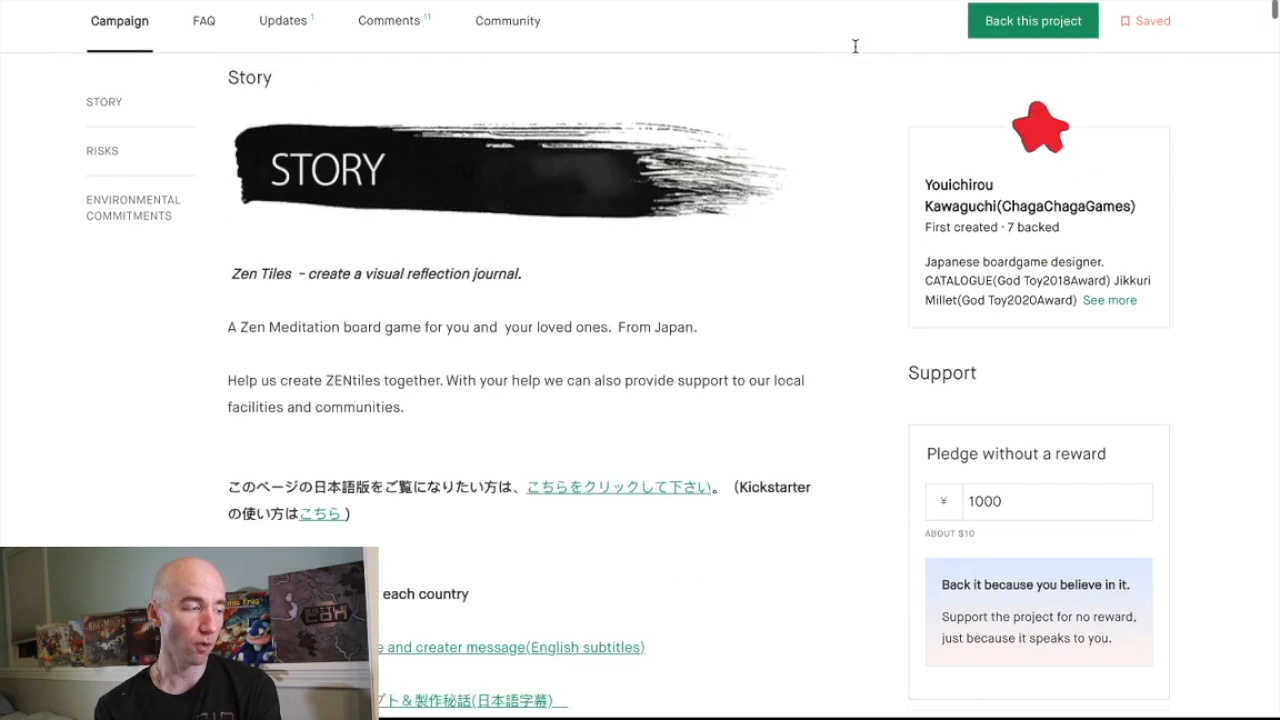 Campaign FAQ Updates 1 Comments 11 Community Back this project Saved
Story
STORY
RISKS
ENVIRONMENTAL
COMMITMENTS
STORY
Zen Tiles - create a visual reflection journal.
A Zen Meditation board game for you and your loved ones. From Japan.
Help us create ZENtiles together. With your help we can also provide support to our local
facilities and communities.
このページの日本語版をご覧になりたい方は、こちらをクリックして下さい。（Kickstarter
の使い方はこちら )
each country
e and creater message(English subtitles)
プト＆製作秘話(日本語字幕)
Youichirou
Kawaguchi(ChagaChagaGames)
First created · 7 backed
Japanese boardgame designer.
CATALOGUE(God Toy2018Award) Jikkuri
Millet(God Toy2020Award) See more
Support
Pledge without a reward
¥ 1000
ABOUT $10
Back it because you believe in it.
Support the project for no reward,
just because it speaks to you.